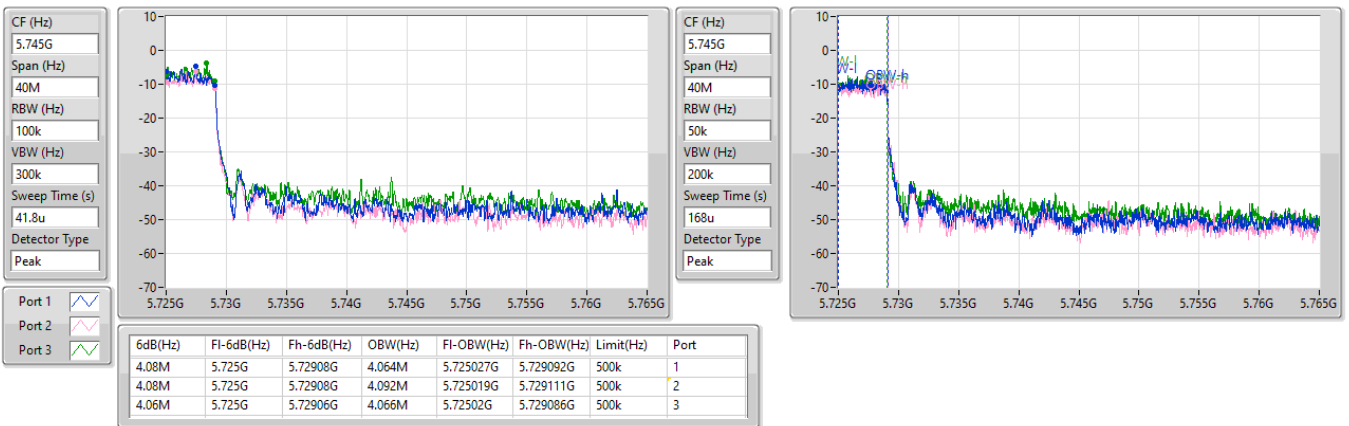 CF (Hz)
5.745G
Span (Hz)
40M
RBW (Hz)
100k
VBW (Hz)
300k
Sweep Time (s)
41.8u
Detector Type
Peak
10
0
-10
-20
-30
-40
-50
-60
-70
5.725G 5.73G 5.735G 5.74G 5.745G 5.75G 5.755G 5.76G 5.765G
CF (Hz)
5.745G
Span (Hz)
40M
RBW (Hz)
50k
VBW (Hz)
200k
Sweep Time (s)
168u
Detector Type
Peak
10
0
-10
-20
-30
-40
-50
-60
-70
W-l
OBW-h
5.725G 5.73G 5.735G 5.74G 5.745G 5.75G 5.755G 5.76G 5.765G
Port 1
Port 2
Port 3
6dB(Hz) Fl-6dB(Hz) Fh-6dB(Hz) OBW(Hz) Fl-OBW(Hz) Fh-OBW(Hz) Limit(Hz) Port
4.08M 5.725G 5.72908G 4.064M 5.725027G 5.729092G 500k 1
4.08M 5.725G 5.72908G 4.092M 5.725019G 5.729111G 500k 2
4.06M 5.725G 5.72906G 4.066M 5.72502G 5.729086G 500k 3